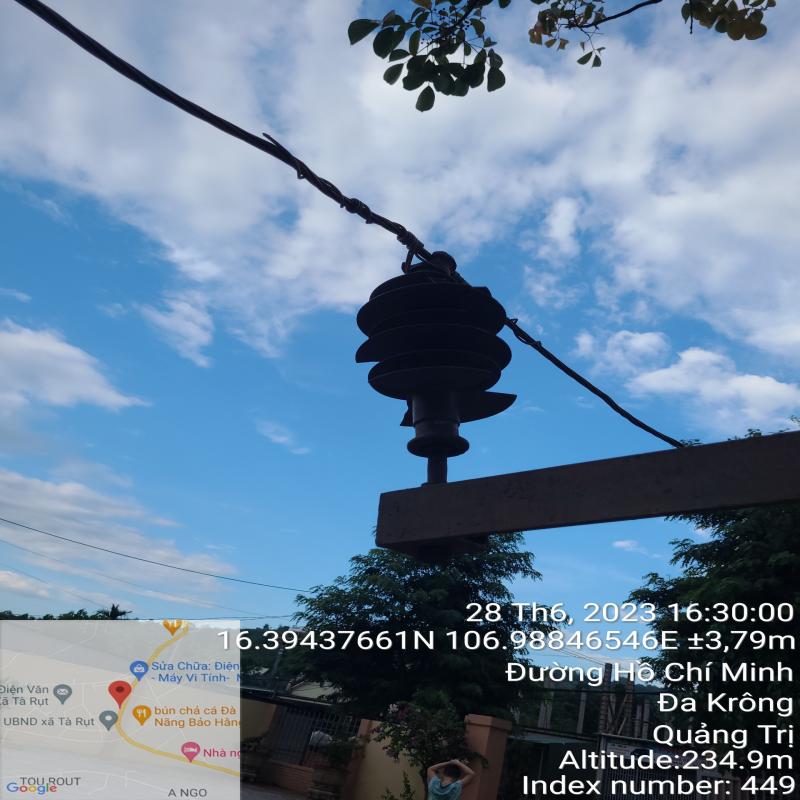 28 Th6, 2023 16:30:00
16.39437661N 106.98846546E ±3,79m
Đường Hồ Chí Minh
Đa Krông
Quảng Trị
Altitude:234.9m
Index number: 449
Sửa Chữa: Điện
- Máy Vi Tính-
Điện Văn
xã Tà Rụt
UBND xã Tà Rụt
bún chả cá Đà
Nẵng Bảo Hân
Nhà
TOU ROUT
A NGO
Google